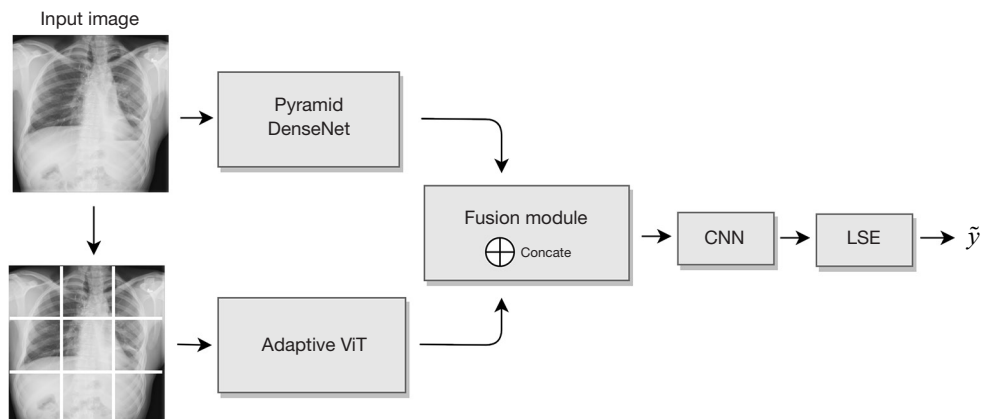 Input image
Pyramid
DenseNet
Fusion module
⊕ Concate
CNN
LSE
ỹ
Adaptive ViT